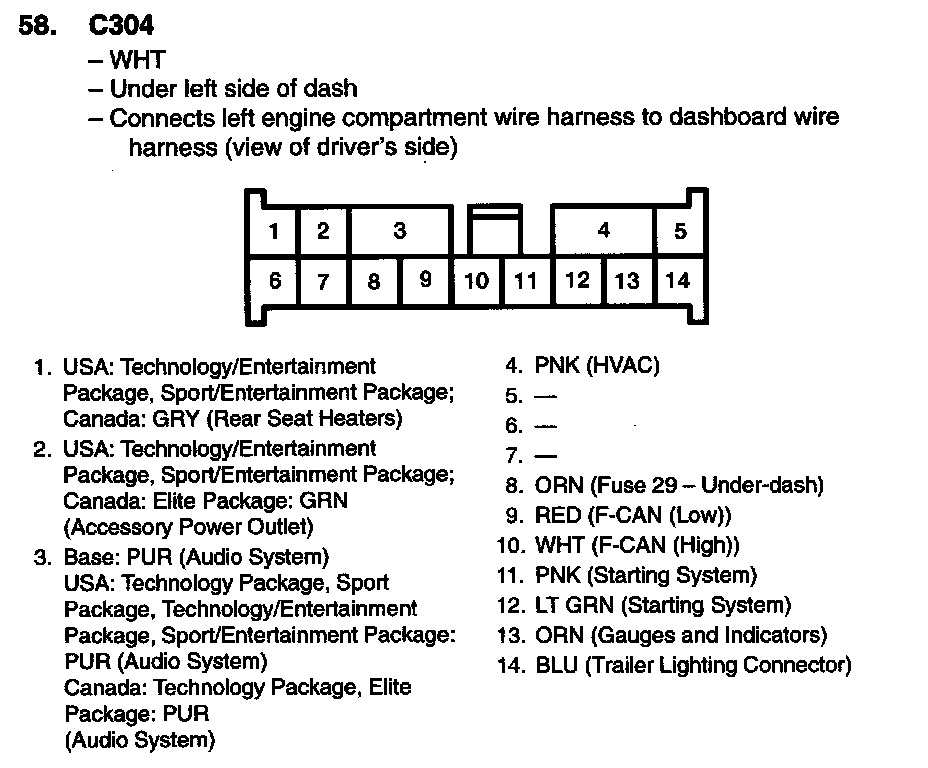 58. C304
– WHT
– Under left side of dash
– Connects left engine compartment wire harness to dashboard wire
harness (view of driver's side)
1 2 3 4 5
6 7 8 9 10 11 12 13 14
1. USA: Technology/Entertainment
Package, Sport/Entertainment Package;
Canada: GRY (Rear Seat Heaters)
2. USA: Technology/Entertainment
Package, Sport/Entertainment Package;
Canada: Elite Package: GRN
(Accessory Power Outlet)
3. Base: PUR (Audio System)
USA: Technology Package, Sport
Package, Technology/Entertainment
Package, Sport/Entertainment Package:
PUR (Audio System)
Canada: Technology Package, Elite
Package: PUR
(Audio System)
4. PNK (HVAC)
5. —
6. —
7. —
8. ORN (Fuse 29 – Under-dash)
9. RED (F-CAN (Low))
10. WHT (F-CAN (High))
11. PNK (Starting System)
12. LT GRN (Starting System)
13. ORN (Gauges and Indicators)
14. BLU (Trailer Lighting Connector)